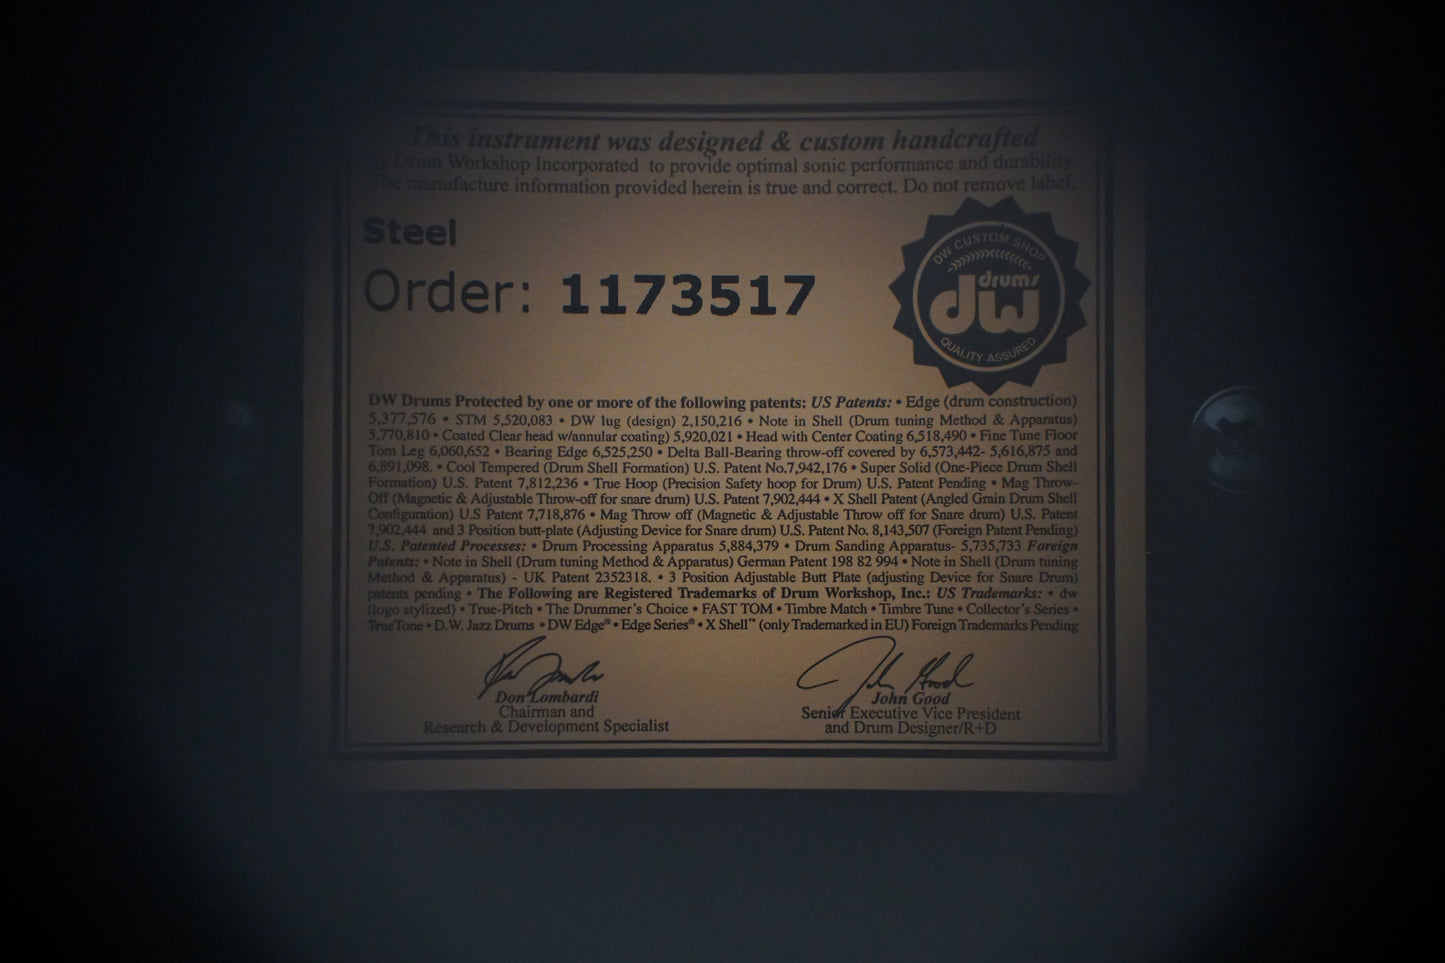 This instrument was designed & custom handcrafted
by Drum Workshop Incorporated to provide optimal sonic performance and durability.
The manufacture information provided herein is true and correct. Do not remove label.
Steel
Order: 1173517
DW CUSTOM SHOP
drums
dw
QUALITY ASSURED
DW Drums Protected by one or more of the following patents: US Patents: • Edge (drum construction)
5,377,576 • STM 5,520,083 • DW lug (design) 2,150,216 • Note in Shell (Drum tuning Method & Apparatus)
5,770,810 • Coated Clear head w/annular coating) 5,920,021 • Head with Center Coating 6,518,490 • Fine Tune Floor
Tom Leg 6,060,652 • Bearing Edge 6,525,250 • Delta Ball-Bearing throw-off covered by 6,573,442- 5,616,875 and
6,891,098. • Cool Tempered (Drum Shell Formation) U.S. Patent No.7,942,176 • Super Solid (One-Piece Drum Shell
Formation) U.S. Patent 7,812,236 • True Hoop (Precision Safety hoop for Drum) U.S. Patent Pending • Mag Throw-
Off (Magnetic & Adjustable Throw-off for snare drum) U.S. Patent 7,902,444 • X Shell Patent (Angled Grain Drum Shell
Configuration) U.S Patent 7,718,876 • Mag Throw off (Magnetic & Adjustable Throw off for Snare drum) U.S. Patent
7,902,444 and 3 Position butt-plate (Adjusting Device for Snare drum) U.S. Patent No. 8,143,507 (Foreign Patent Pending)
U.S. Patented Processes: • Drum Processing Apparatus 5,884,379 • Drum Sanding Apparatus- 5,735,733 Foreign
Patents: • Note in Shell (Drum tuning Method & Apparatus) German Patent 198 82 994 • Note in Shell (Drum tuning
Method & Apparatus) - UK Patent 2352318. • 3 Position Adjustable Butt Plate (adjusting Device for Snare Drum)
patents pending • The Following are Registered Trademarks of Drum Workshop, Inc.: US Trademarks: • dw
(logo stylized) • True-Pitch • The Drummer's Choice • FAST TOM • Timbre Match • Timbre Tune • Collector's Series •
TrueTone • D.W. Jazz Drums • DW Edge® • Edge Series® • X Shell™ (only Trademarked in EU) Foreign Trademarks Pending
John Good
Don Lombardi
Chairman and
Research & Development Specialist
John Good
Senior Executive Vice President
and Drum Designer/R+D